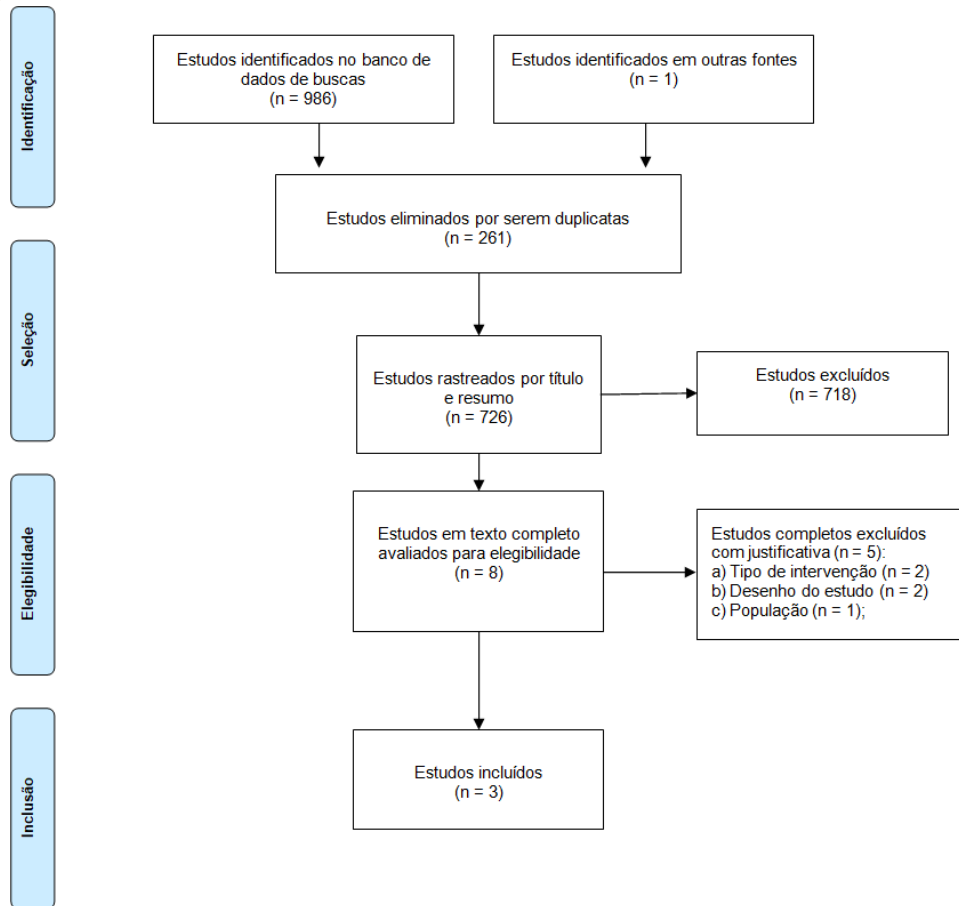 Identificação
Estudos identificados no banco de
dados de buscas
(n = 986)
Estudos identificados em outras fontes
(n = 1)
Estudos eliminados por serem duplicatas
(n = 261)
Seleção
Estudos rastreados por título
e resumo
(n = 726)
Estudos excluídos
(n = 718)
Elegibilidade
Estudos em texto completo
avaliados para elegibilidade
(n = 8)
Estudos completos excluídos
com justificativa (n = 5):
a) Tipo de intervenção (n = 2)
b) Desenho do estudo (n = 2)
c) População (n = 1);
Inclusão
Estudos incluídos
(n = 3)